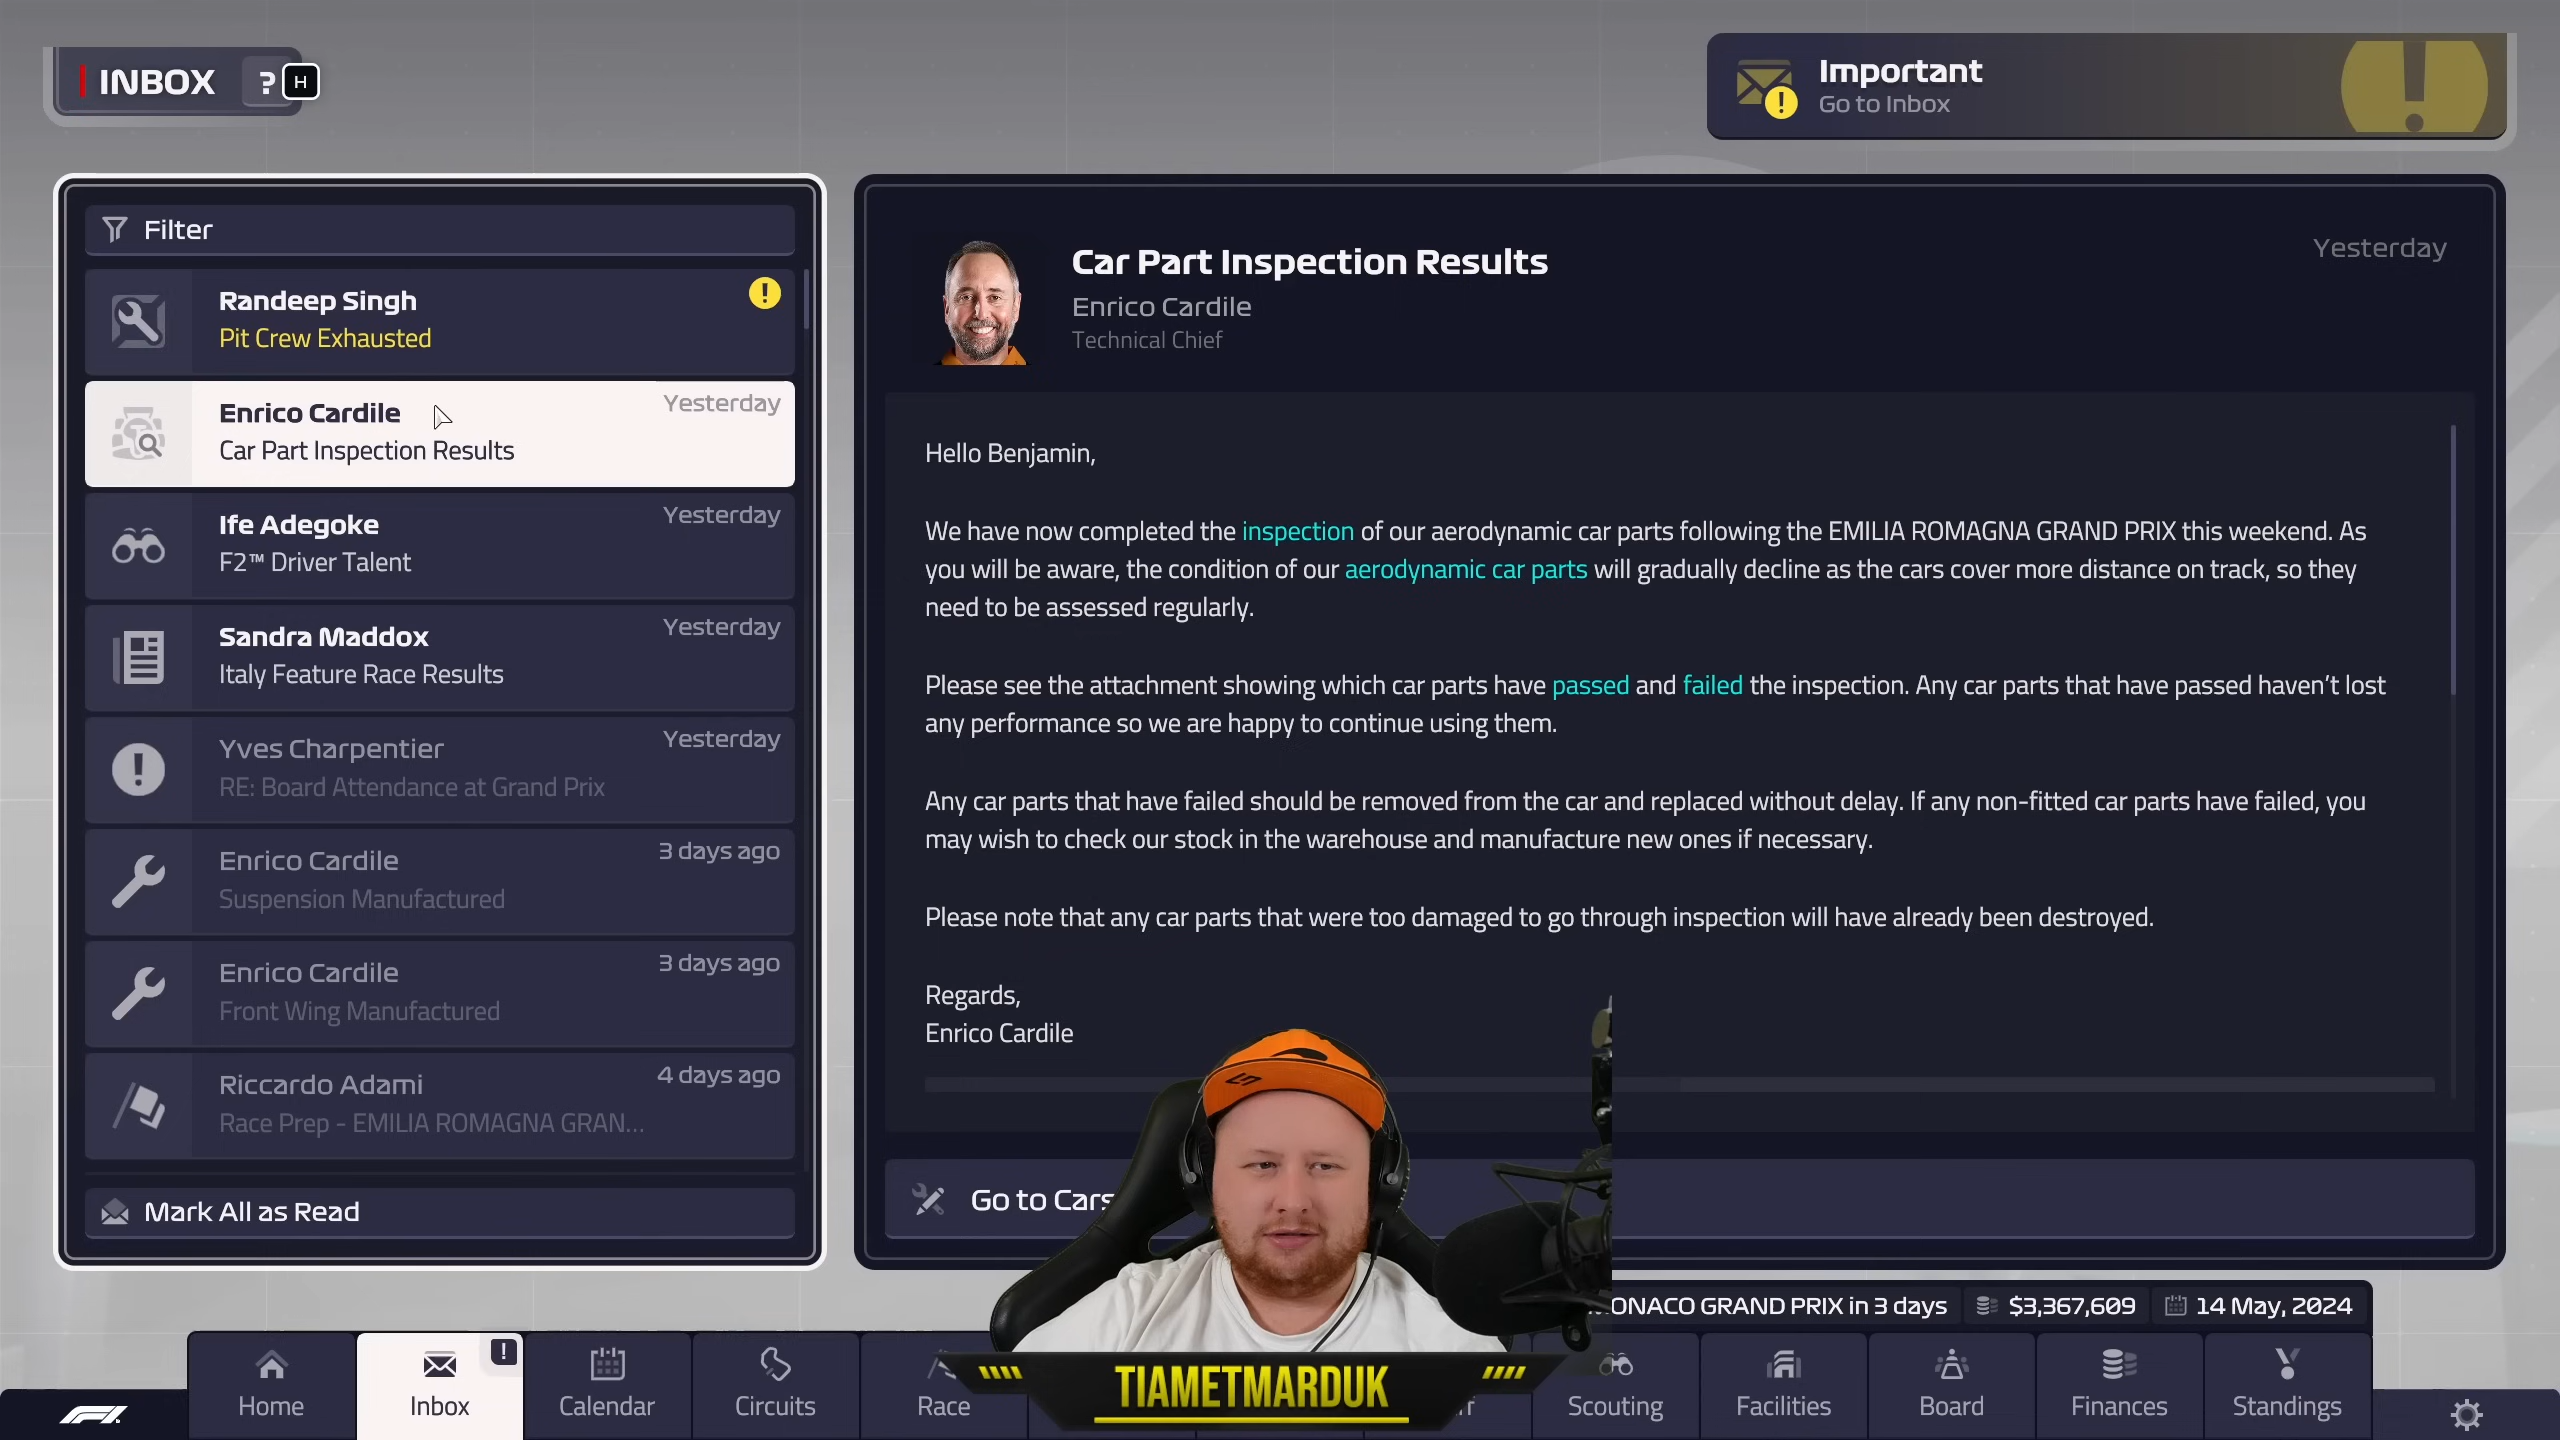 INBOX ? H
Important
Go to Inbox
Filter
Randeep Singh
Pit Crew Exhausted
Enrico Cardile
Yesterday
Car Part Inspection Results
Ife Adegoke
Yesterday
F2™ Driver Talent
Sandra Maddox
Yesterday
Italy Feature Race Results
Yves Charpentier
Yesterday
RE: Board Attendance at Grand Prix
Enrico Cardile
3 days ago
Suspension Manufactured
Enrico Cardile
3 days ago
Front Wing Manufactured
Riccardo Adami
4 days ago
Race Prep - EMILIA ROMAGNA GRAN...
Mark All as Read
Car Part Inspection Results
Yesterday
Enrico Cardile
Technical Chief
Hello Benjamin,
We have now completed the inspection of our aerodynamic car parts following the EMILIA ROMAGNA GRAND PRIX this weekend. As
you will be aware, the condition of our aerodynamic car parts will gradually decline as the cars cover more distance on track, so they
need to be assessed regularly.
Please see the attachment showing which car parts have passed and failed the inspection. Any car parts that have passed haven't lost
any performance so we are happy to continue using them.
Any car parts that have failed should be removed from the car and replaced without delay. If any non-fitted car parts have failed, you
may wish to check our stock in the warehouse and manufacture new ones if necessary.
Please note that any car parts that were too damaged to go through inspection will have already been destroyed.
Regards,
Enrico Cardile
Go to Cars
GRAND PRIX in 3 days
$3,367,609
14 May, 2024
Home
Inbox
Calendar
Circuits
Race
TIAMETMARDUK
Scouting
Facilities
Board
Finances
Standings